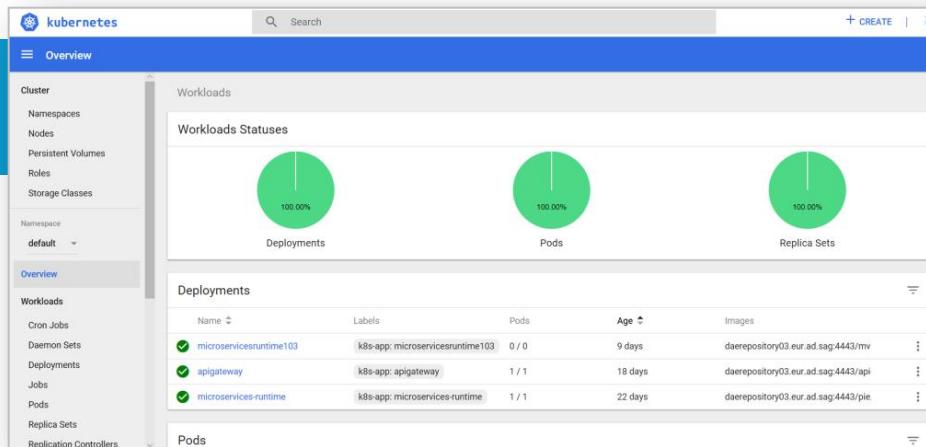 kubernetes
Search
+ CREATE |
Overview
Cluster
Namespaces
Nodes
Persistent Volumes
Roles
Storage Classes
Namespace
default
Overview
Workloads
Cron Jobs
Daemon Sets
Deployments
Jobs
Pods
Replica Sets
Replication Controllers
Workloads
Workloads Statuses
100.00% 100.00% 100.00%
Deployments Pods Replica Sets
Deployments
Name Labels Pods Age Images
microservicesruntime103 k8s-app: microservicesruntime103 0 / 0 9 days daerepository03.eur.ad.sag:4443/mv
apigateway k8s-app: apigateway 1 / 1 18 days daerepository03.eur.ad.sag:4443/api
microservices-runtime k8s-app: microservices-runtime 1 / 1 22 days daerepository03.eur.ad.sag:4443/pie
Pods